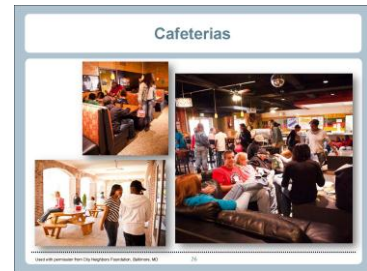 Cafeterias
Used with permission from City Neighbors Foundation, Baltimore, MD
26